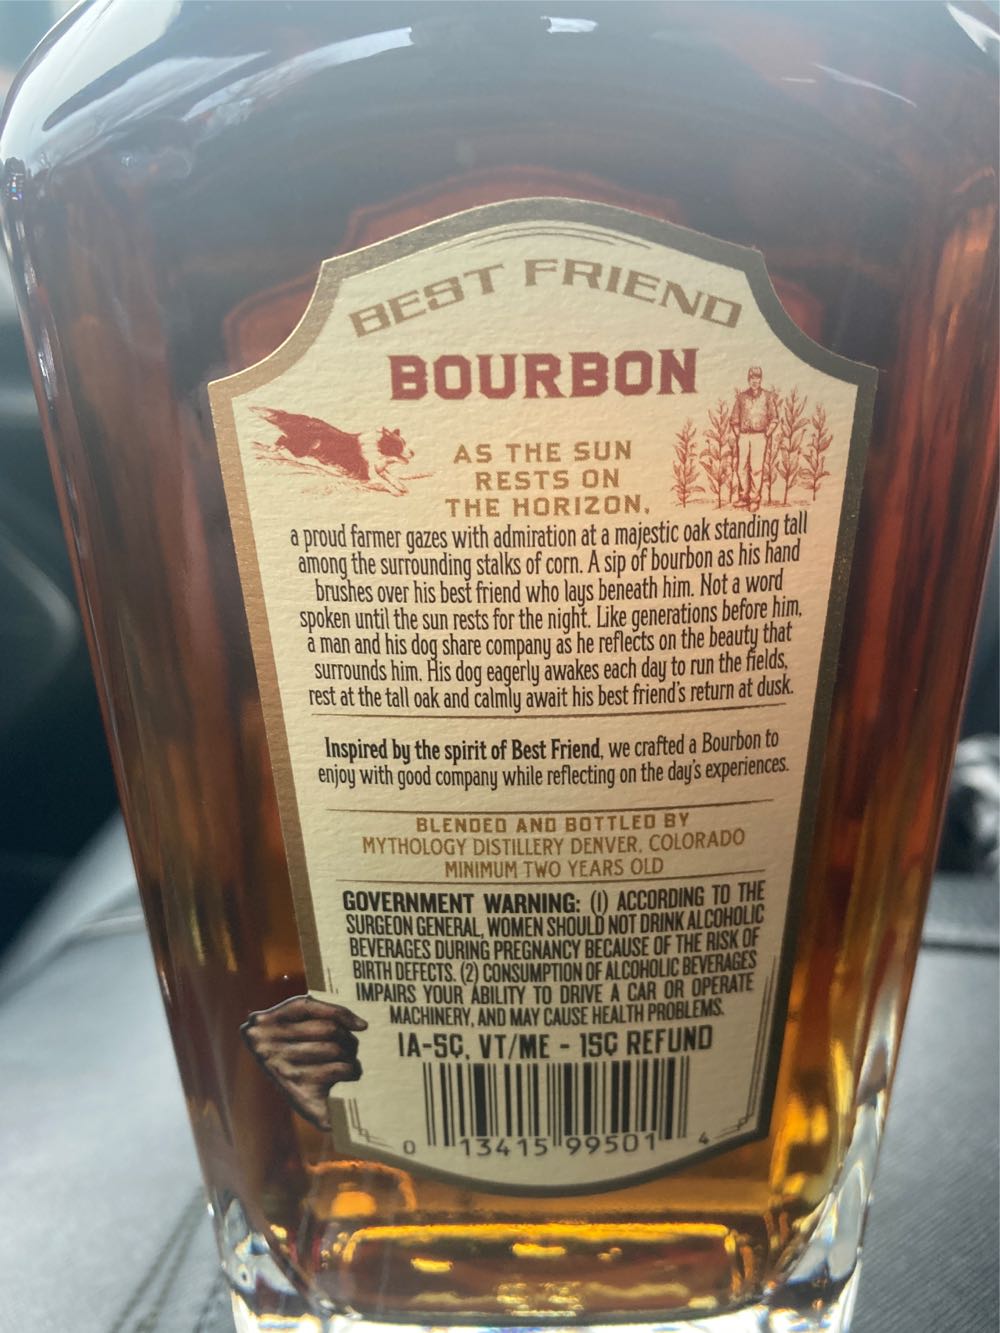 BEST FRIEND
BOURBON
AS THE SUN
RESTS ON
THE HORIZON,
a proud farmer gazes with admiration at a majestic oak standing tall
among the surrounding stalks of corn. A sip of bourbon as his hand
brushes over his best friend who lays beneath him. Not a word
spoken until the sun rests for the night. Like generations before him,
a man and his dog share company as he reflects on the beauty that
surrounds him. His dog eagerly awakes each day to run the fields,
rest at the tall oak and calmly await his best friend's return at dusk.
Inspired by the spirit of Best Friend, we crafted a Bourbon to
enjoy with good company while reflecting on the day's experiences.
BLENDED AND BOTTLED BY
MYTHOLOGY DISTILLERY DENVER, COLORADO
MINIMUM TWO YEARS OLD
GOVERNMENT WARNING: (1) ACCORDING TO THE
SURGEON GENERAL, WOMEN SHOULD NOT DRINK ALCOHOLIC
BEVERAGES DURING PREGNANCY BECAUSE OF THE RISK OF
BIRTH DEFECTS. (2) CONSUMPTION OF ALCOHOLIC BEVERAGES
IMPAIRS YOUR ABILITY TO DRIVE A CAR OR OPERATE
MACHINERY, AND MAY CAUSE HEALTH PROBLEMS.
IA-5¢, VT/ME - 15¢ REFUND
0 13415 99501 4